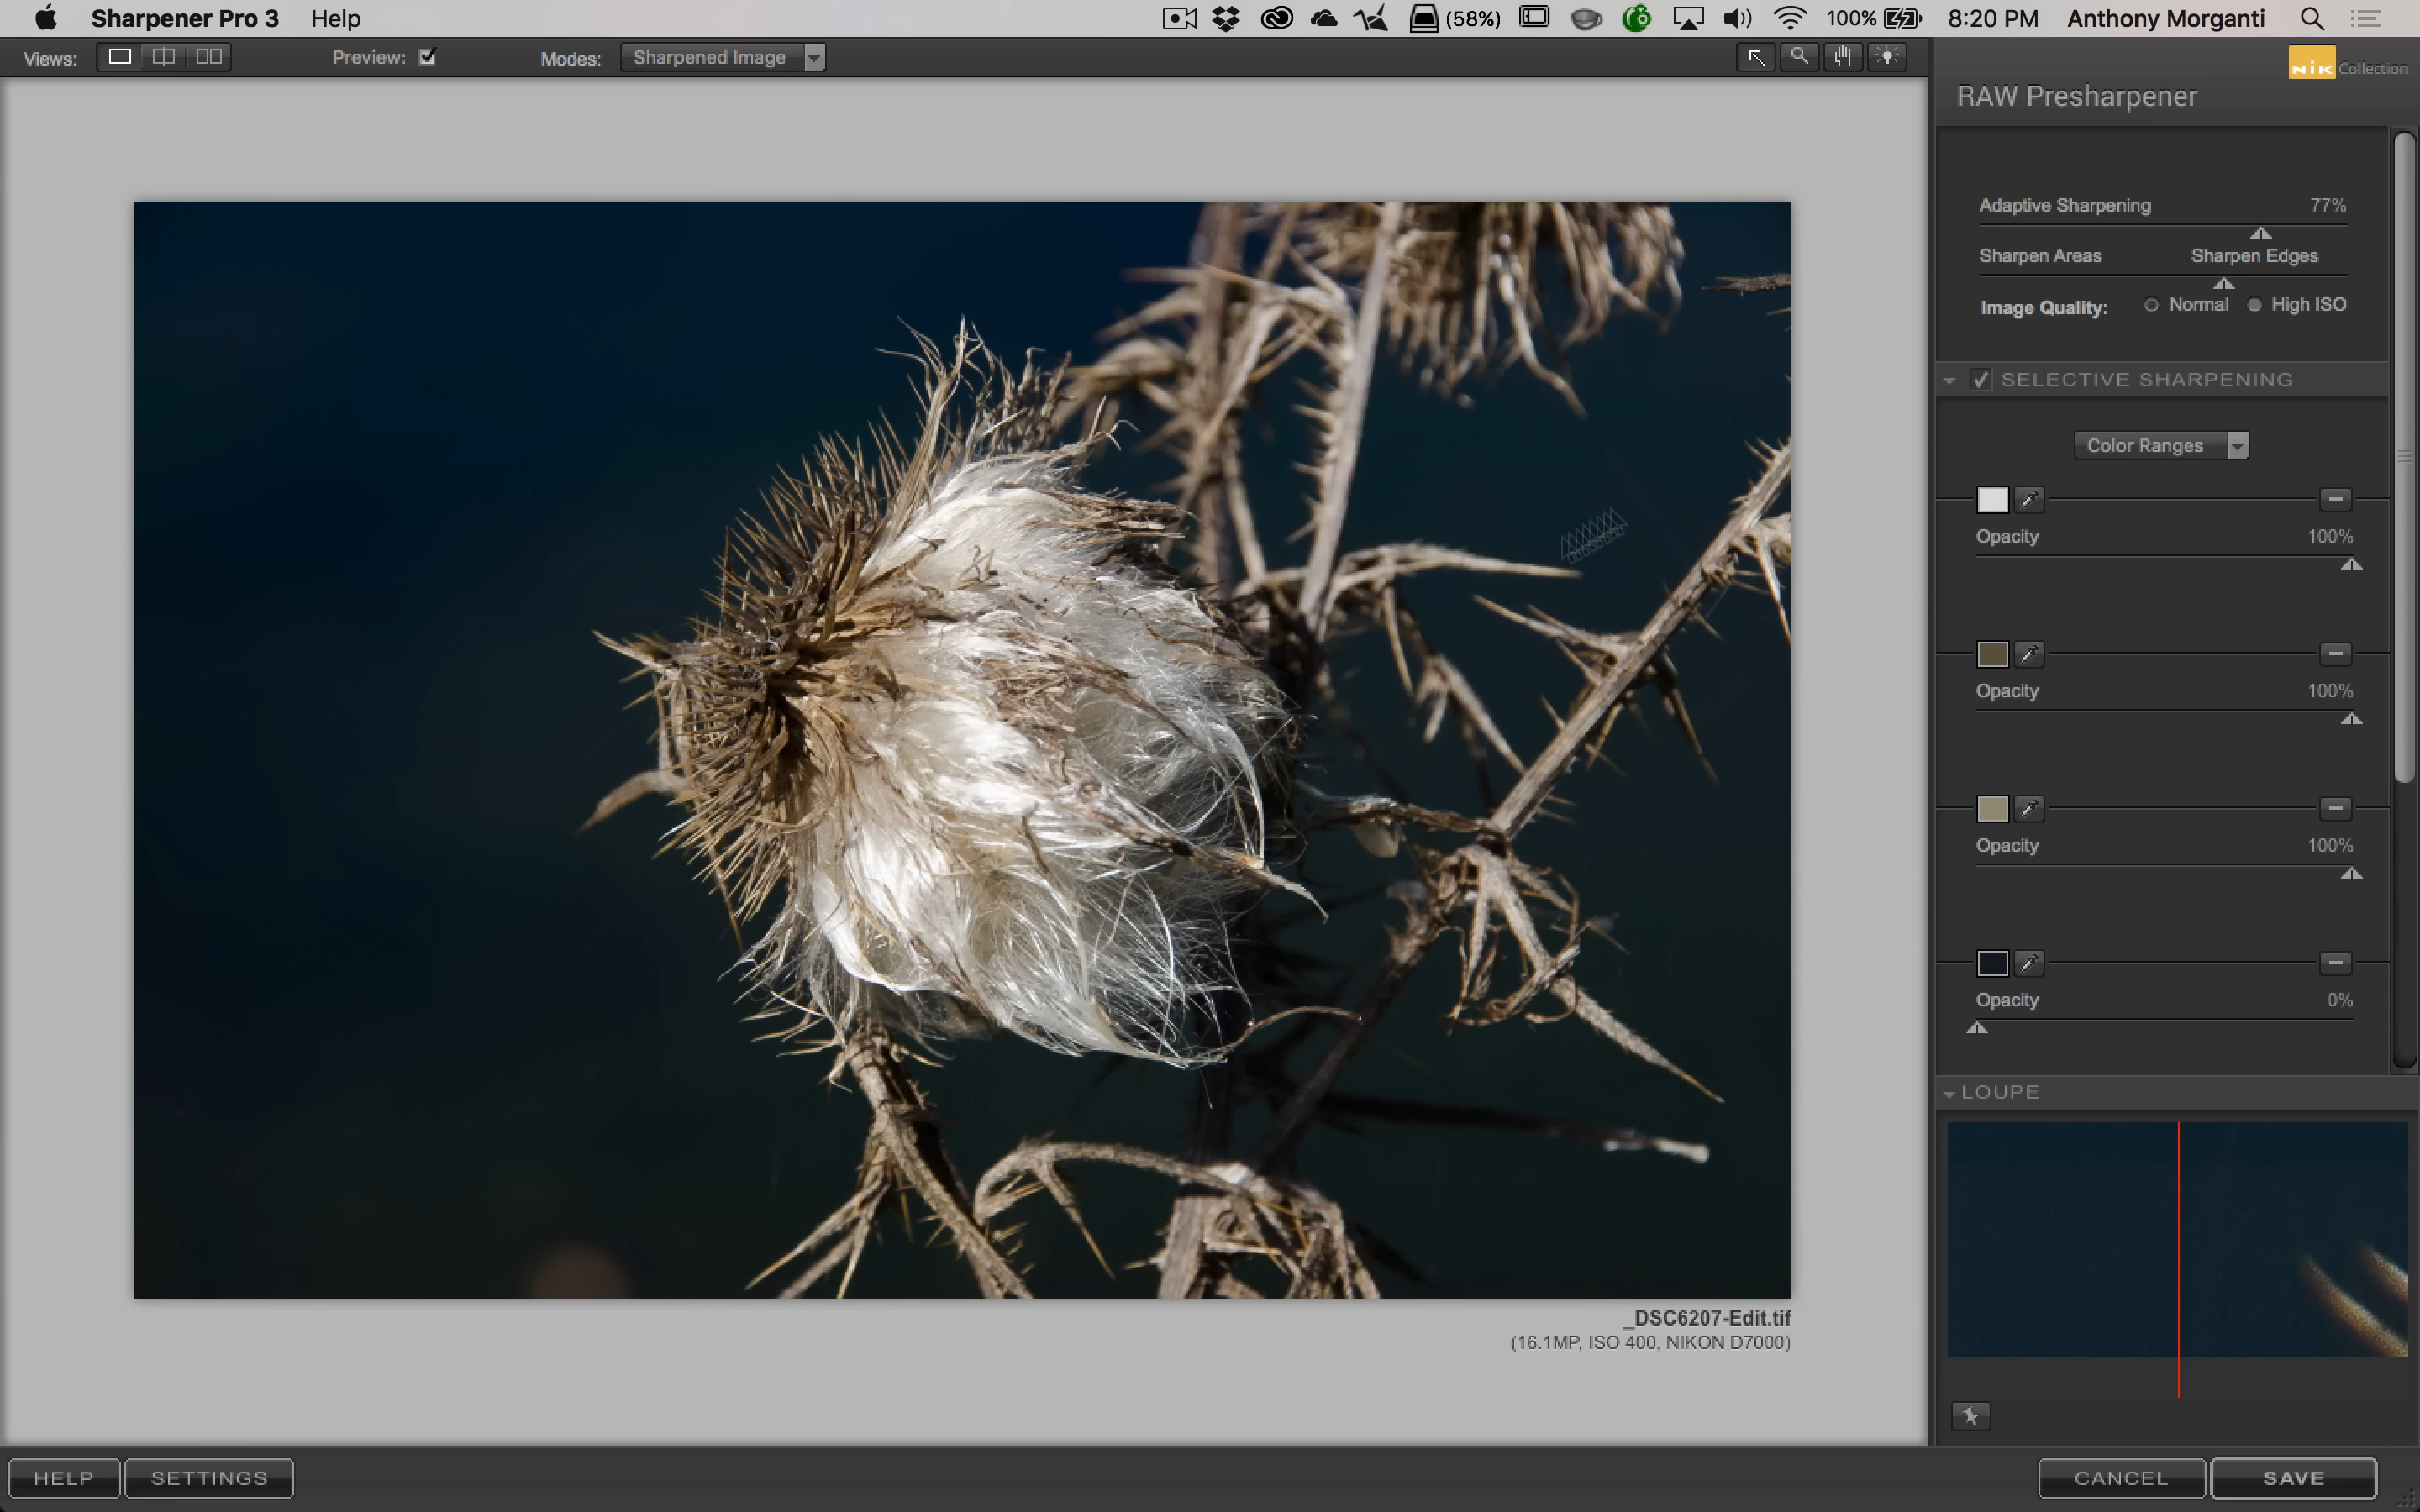 Sharpener Pro 3 Help (58%) 100% 8:20 PM Anthony Morganti
Views: Preview: Modes: Sharpened Image
nik Collection
RAW Presharpener
Adaptive Sharpening 77%
Sharpen Areas Sharpen Edges
Image Quality: Normal High ISO
SELECTIVE SHARPENING
Color Ranges
Opacity 100%
Opacity 100%
Opacity 100%
Opacity 0%
LOUPE
_DSC6207-Edit.tif
(16.1MP, ISO 400, NIKON D7000)
HELP SETTINGS CANCEL SAVE